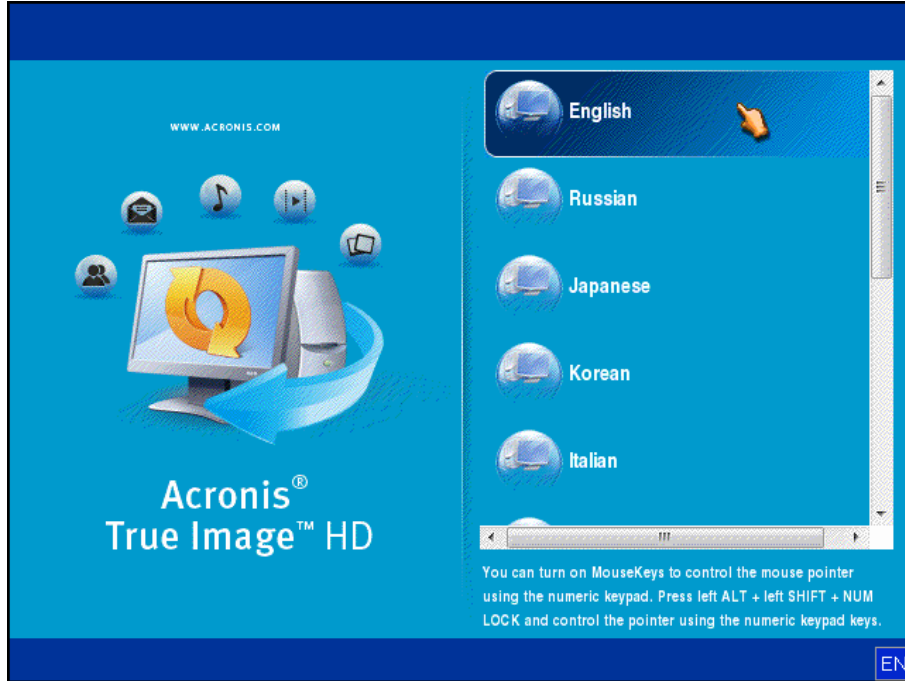 WWW.ACRONIS.COM
Acronis®
True Image™ HD
English
Russian
Japanese
Korean
Italian
You can turn on MouseKeys to control the mouse pointer
using the numeric keypad. Press left ALT + left SHIFT + NUM
LOCK and control the pointer using the numeric keypad keys.
EN